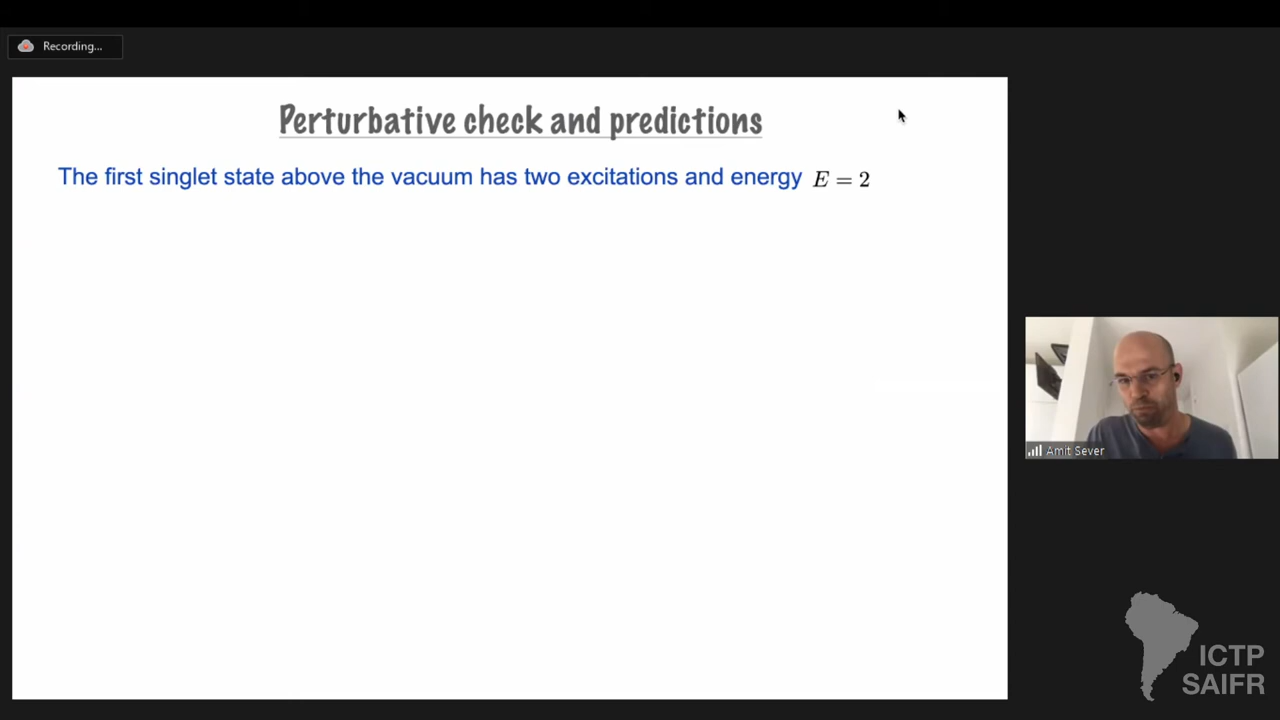 Recording...
Perturbative check and predictions
The first singlet state above the vacuum has two excitations and energy E = 2
Amit Sever
ICTP
SAIFR